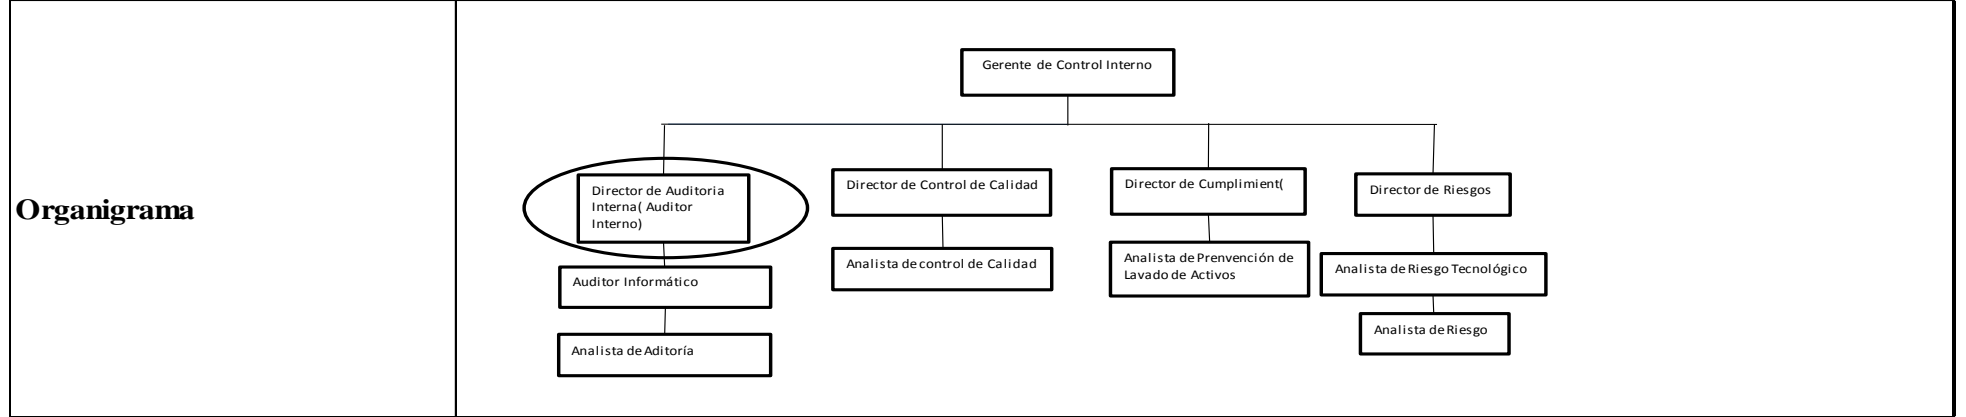 Organigrama
Gerente de Control Interno
Director de Auditoria
Interna( Auditor
Interno)
Director de Control de Calidad
Director de Cumplimient(
Director de Riesgos
Auditor Informático
Analista de control de Calidad
Analista de Prenvención de
Lavado de Activos
Analista de Riesgo Tecnológico
Analista de Aditoría
Analista de Riesgo